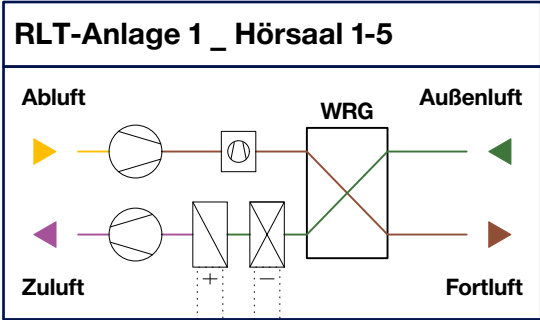 RLT-Anlage 1 _ Hörsaal 1-5
Abluft
WRG
Außenluft
+
−
Zuluft
Fortluft